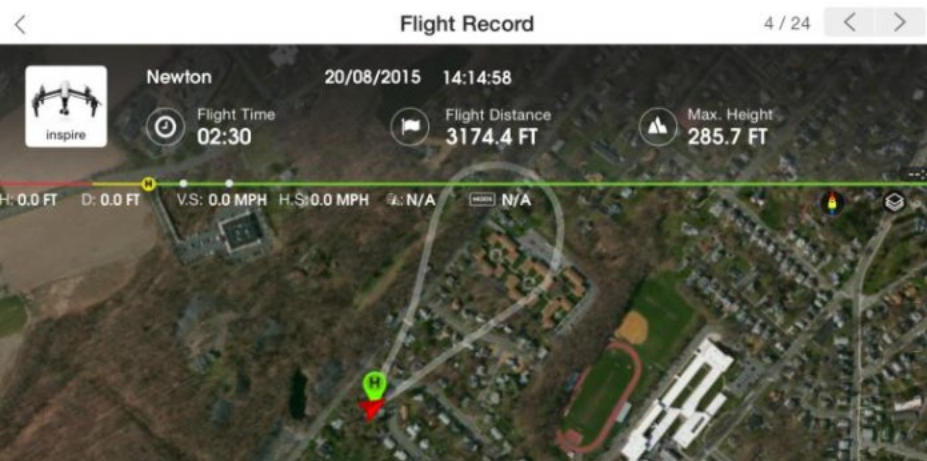 Flight Record
4 / 24
Newton 20/08/2015 14:14:58
inspire
Flight Time
02:30
Flight Distance
3174.4 FT
Max. Height
285.7 FT
H
H: 0.0 FT D: 0.0 FT V.S: 0.0 MPH H.S: 0.0 MPH : N/A MODE N/A
H